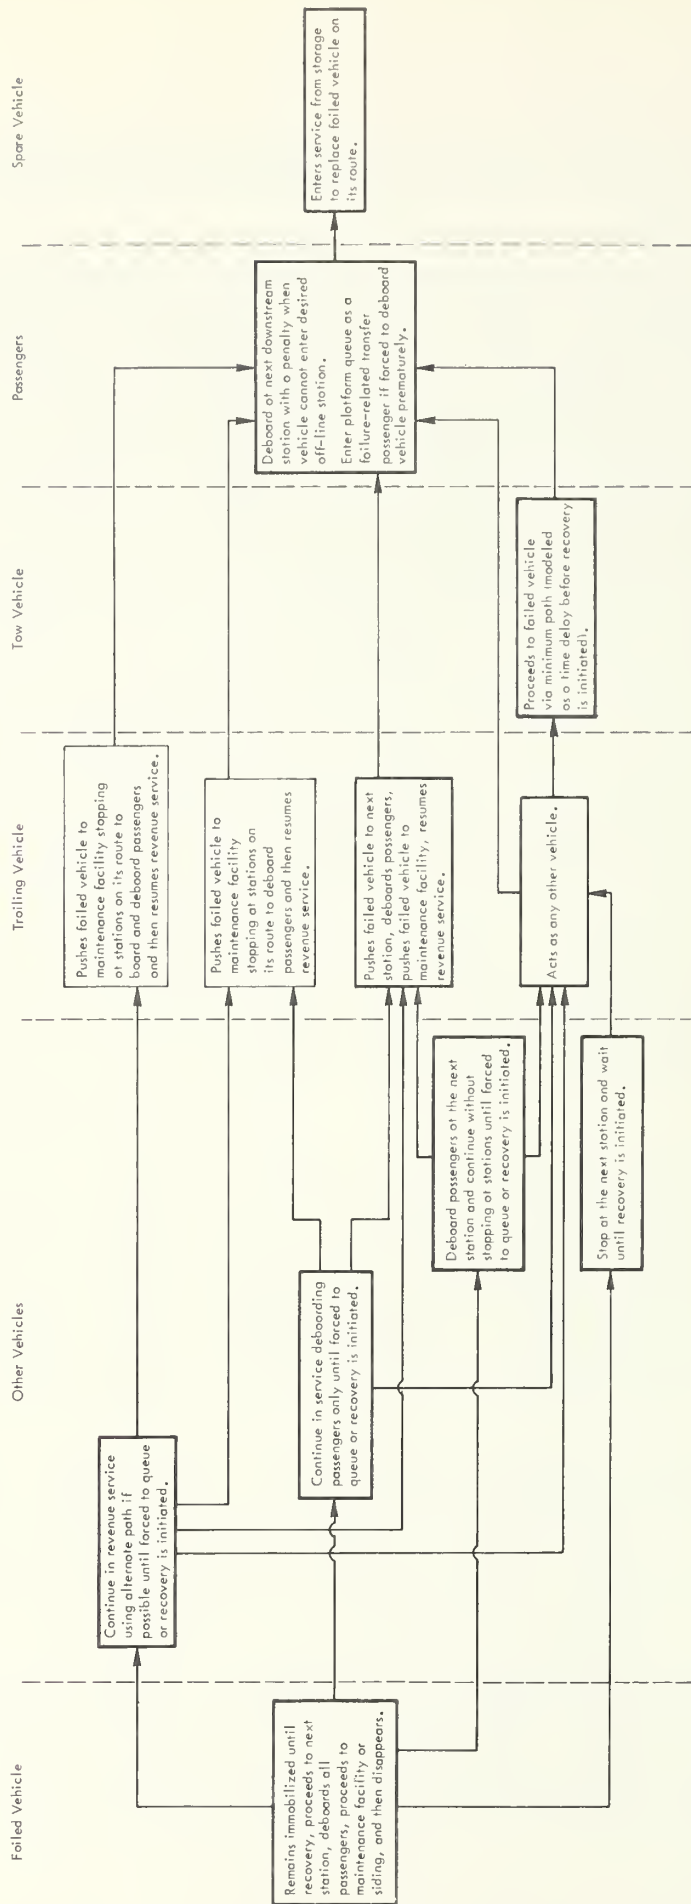 Failed Vehicle
Other Vehicles
Trailing Vehicle
Tow Vehicle
Passengers
Spare Vehicle
Remains immobilized until
recovery, proceeds to next
station, deboards all
passengers, proceeds to
maintenance facility or
siding, and then disappears.
Continue in revenue service
using alternate path if
possible until forced to queue
or recovery is initiated.
Continue in service deboarding
passengers only until forced to
queue or recovery is initiated.
Deboard passengers at the next
station and continue without
stopping at stations until forced
to queue or recovery is initiated.
Stop at the next station and wait
until recovery is initiated.
Pushes failed vehicle to
maintenance facility stopping
at stations on its route to
board and deboard passengers
and then resumes revenue service.
Pushes failed vehicle to
maintenance facility
stopping at stations on
its route to deboard
passengers and then resumes
revenue service.
Pushes failed vehicle to next
station, deboards passengers,
pushes failed vehicle to
maintenance facility, resumes
revenue service.
Acts as any other vehicle.
Proceeds to failed vehicle
via minimum path (modeled
as a time delay before recovery
is initiated).
Deboard at next downstream
station with a penalty when
vehicle cannot enter desired
off-line station.
Enter platform queue as a
failure-related transfer
passenger if forced to deboard
vehicle prematurely.
Enters service from storage
to replace failed vehicle on
its route.